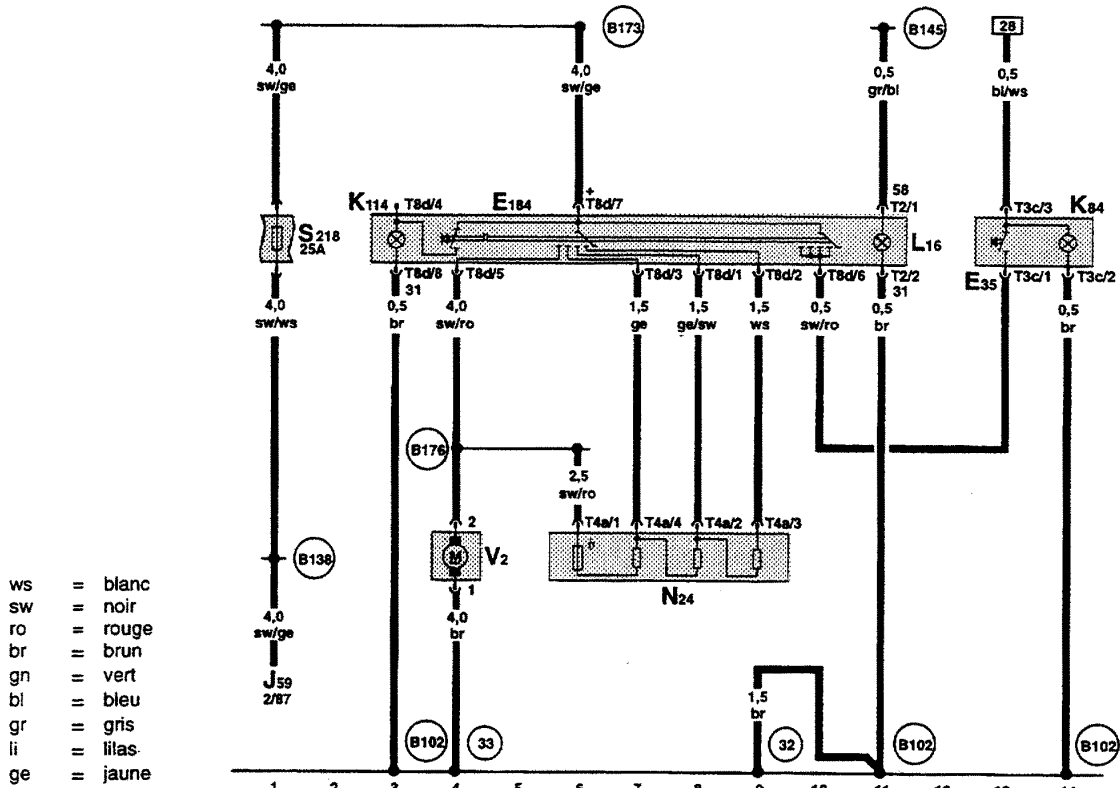 B173
B145
28
4,0
sw/ge
4,0
sw/ge
0,5
gr/bl
0,5
bl/ws
K114 T8d/4 E184 + T8d/7 58 T2/1 T3c/3 K84
S218
25A
L16
T8d/8 T8d/5 T8d/3 T8d/1 T8d/2 T8d/6 T2/2 E35 T3c/1 T3c/2
31 31
4,0
sw/ws
0,5
br
4,0
sw/ro
1,5
ge
1,5
ge/sw
1,5
ws
0,5
sw/ro
0,5
br
0,5
br
B176
2,5
sw/ro
2 T4a/1 T4a/4 T4a/2 T4a/3
B138 M V2
1 N24
ws = blanc
sw = noir
ro = rouge
br = brun
gn = vert
bl = bleu
gr = gris
li = lilas
ge = jaune
4,0
sw/ge
4,0
br
J59
2/87
1,5
br
B102 33 32 B102 B102
1 2 3 4 5 6 7 8 9 10 11 12 13 14